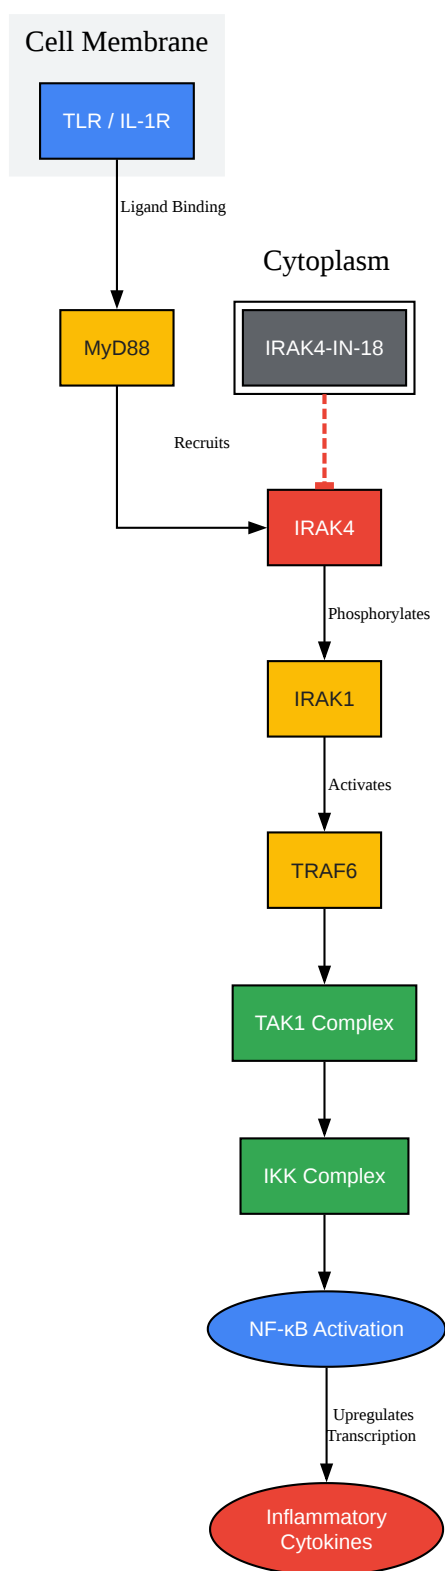 Cell Membrane
TLR / IL-1R
Ligand Binding
Cytoplasm
MyD88
IRAK4-IN-18
Recruits
IRAK4
Phosphorylates
IRAK1
Activates
TRAF6
TAK1 Complex
IKK Complex
NF-κB Activation
Upregulates
Transcription
Inflammatory
Cytokines